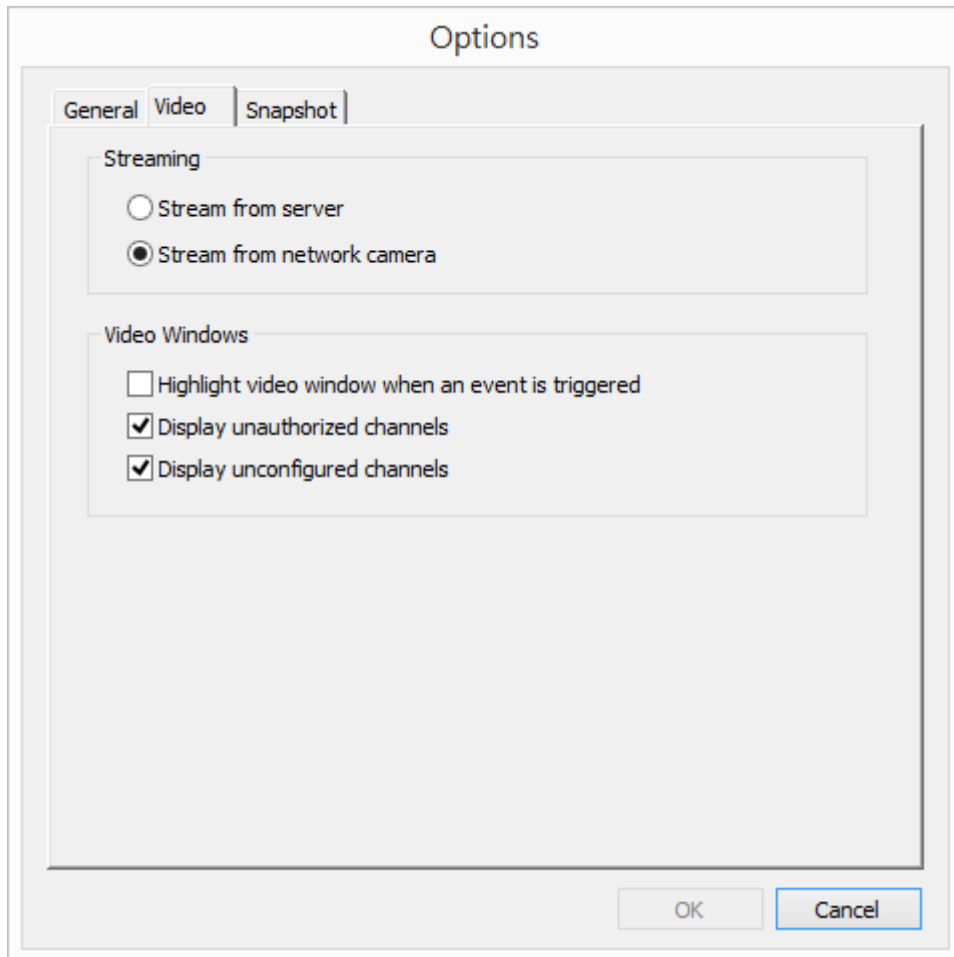 Options
General Video Snapshot
Streaming
Stream from server
Stream from network camera
Video Windows
Highlight video window when an event is triggered
Display unauthorized channels
Display unconfigured channels
OK Cancel